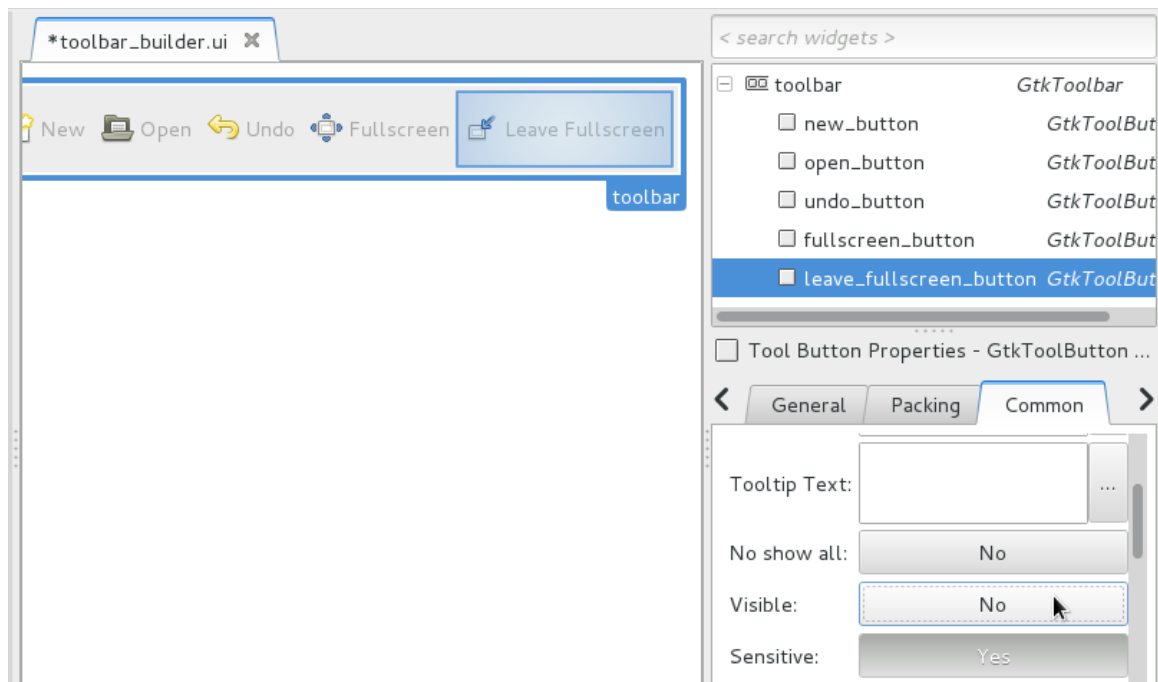 *toolbar_builder.ui
New Open Undo Fullscreen Leave Fullscreen
toolbar
< search widgets >
toolbar GtkToolbar
new_button GtkToolBut
open_button GtkToolBut
undo_button GtkToolBut
fullscreen_button GtkToolBut
leave_fullscreen_button GtkToolBut
Tool Button Properties - GtkToolButton ...
General Packing Common
Tooltip Text: ...
No show all: No
Visible: No
Sensitive: Yes